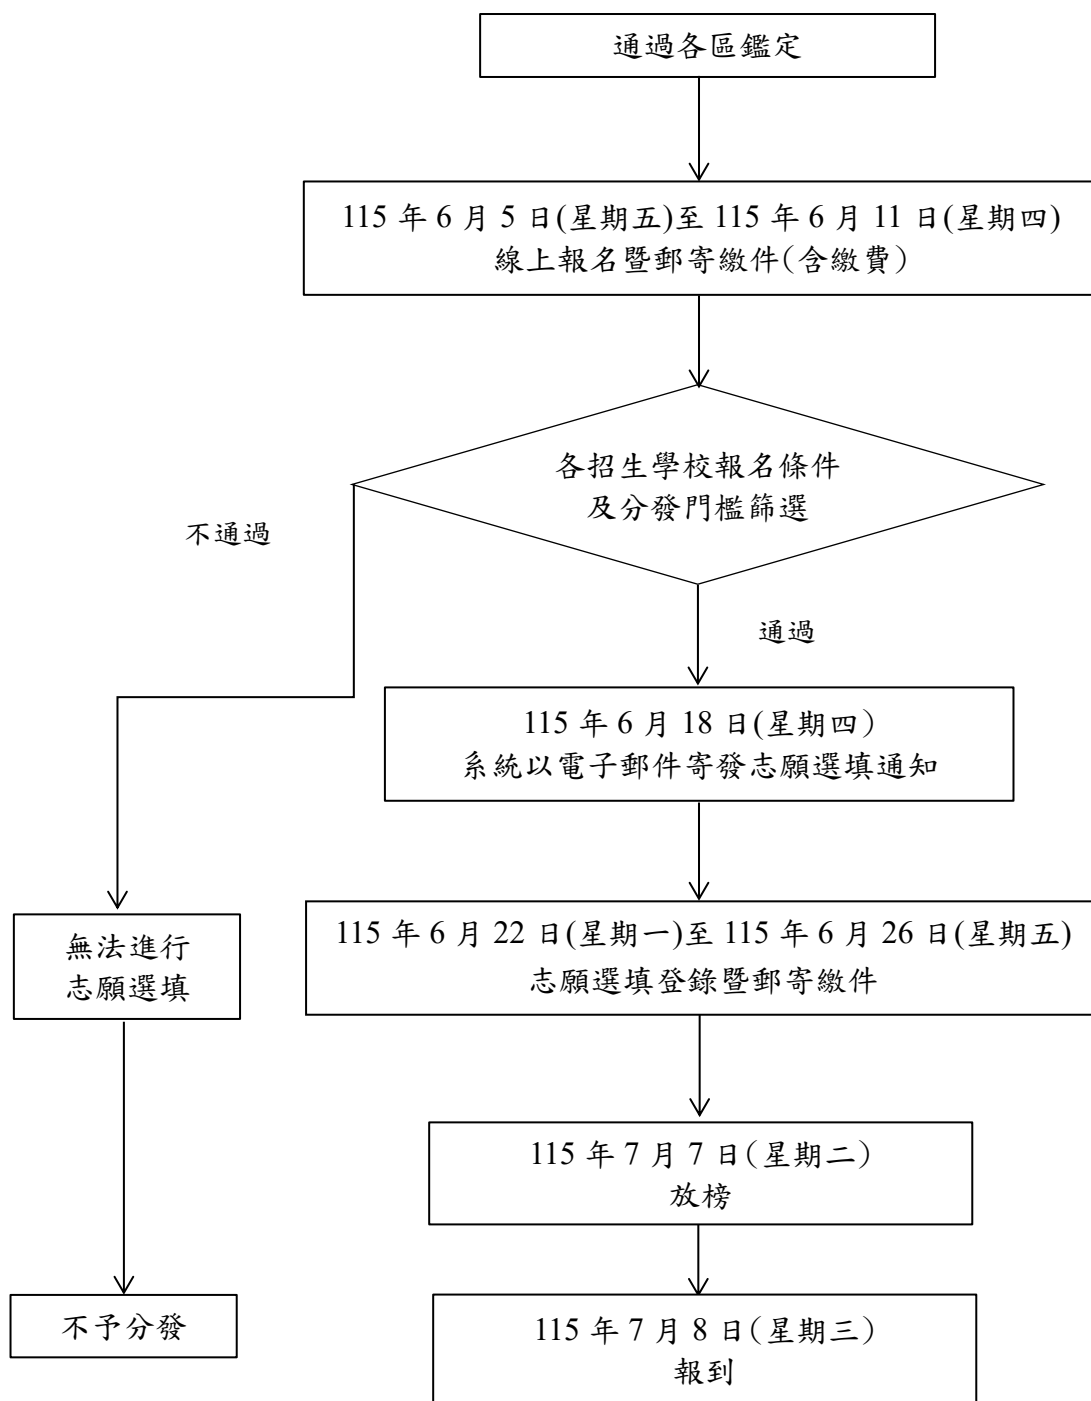 通過各區鑑定
115 年 6 月 5 日(星期五)至 115 年 6 月 11 日(星期四)
線上報名暨郵寄繳件(含繳費)
各招生學校報名條件
及分發門檻篩選
不通過
通過
115 年 6 月 18 日(星期四)
系統以電子郵件寄發志願選填通知
無法進行
志願選填
115 年 6 月 22 日(星期一)至 115 年 6 月 26 日(星期五)
志願選填登錄暨郵寄繳件
115 年 7 月 7 日(星期二)
放榜
不予分發
115 年 7 月 8 日(星期三)
報到